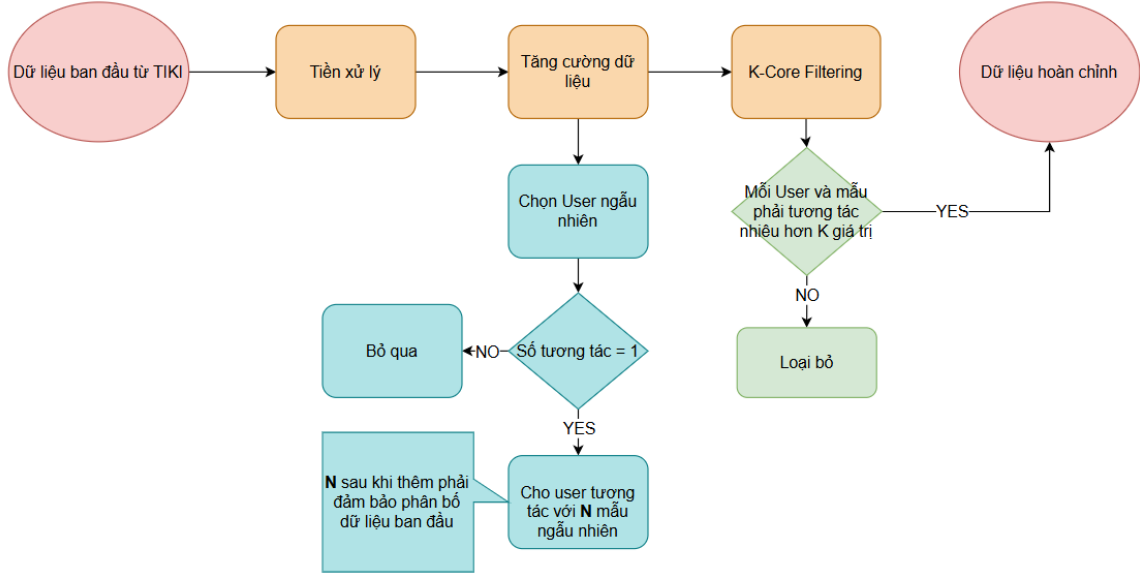 Dữ liệu ban đầu từ TIKI
Tiền xử lý
Tăng cường dữ
liệu
K-Core Filtering
Dữ liệu hoàn chỉnh
Chọn User ngẫu
nhiên
Mỗi User và mẫu
phải tương tác
nhiều hơn K giá trị
YES
NO
Bỏ qua
NO
Số tương tác = 1
Loại bỏ
YES
N sau khi thêm phải
đảm bảo phân bố
dữ liệu ban đầu
Cho user tương
tác với N mẫu
ngẫu nhiên